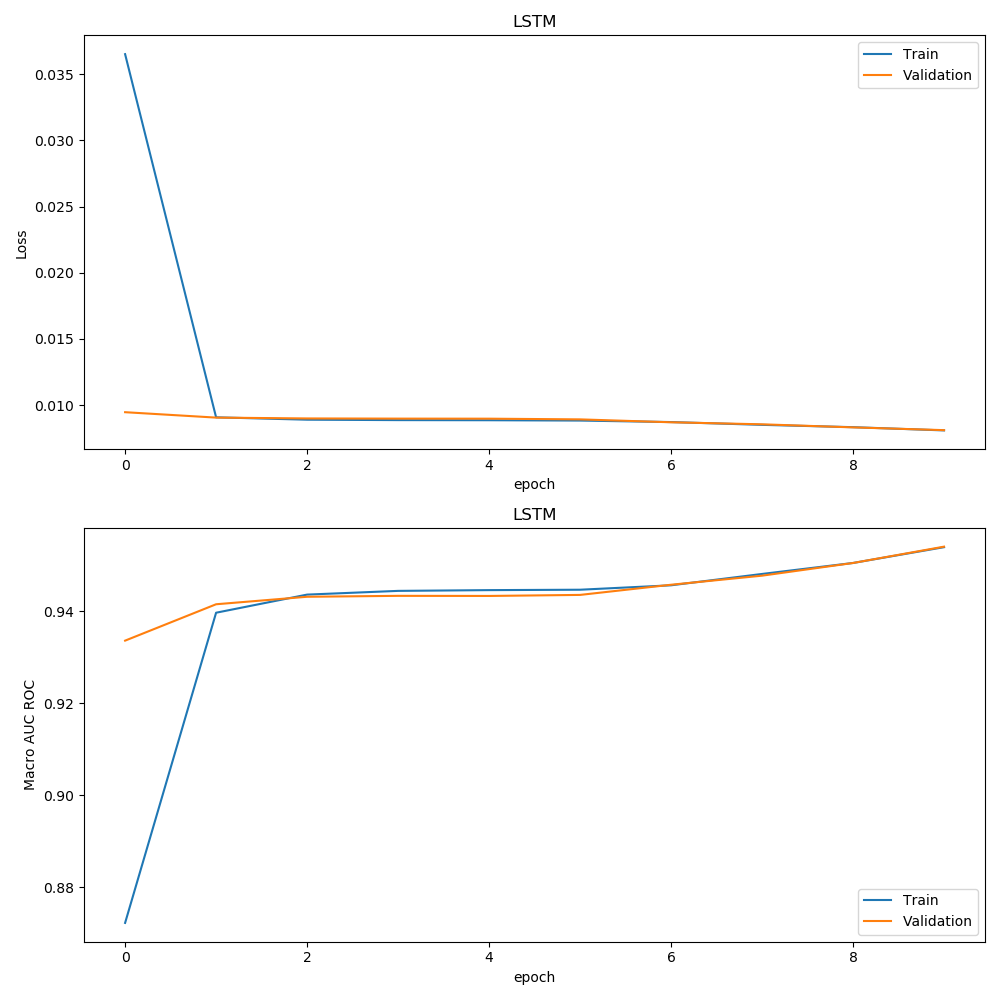 LSTM
Train
Validation
0.035
0.030
0.025
0.020
0.015
0.010
Loss
0 2 4 6 8
epoch
LSTM
0.94
0.92
0.90
0.88
Macro AUC ROC
Train
Validation
0 2 4 6 8
epoch